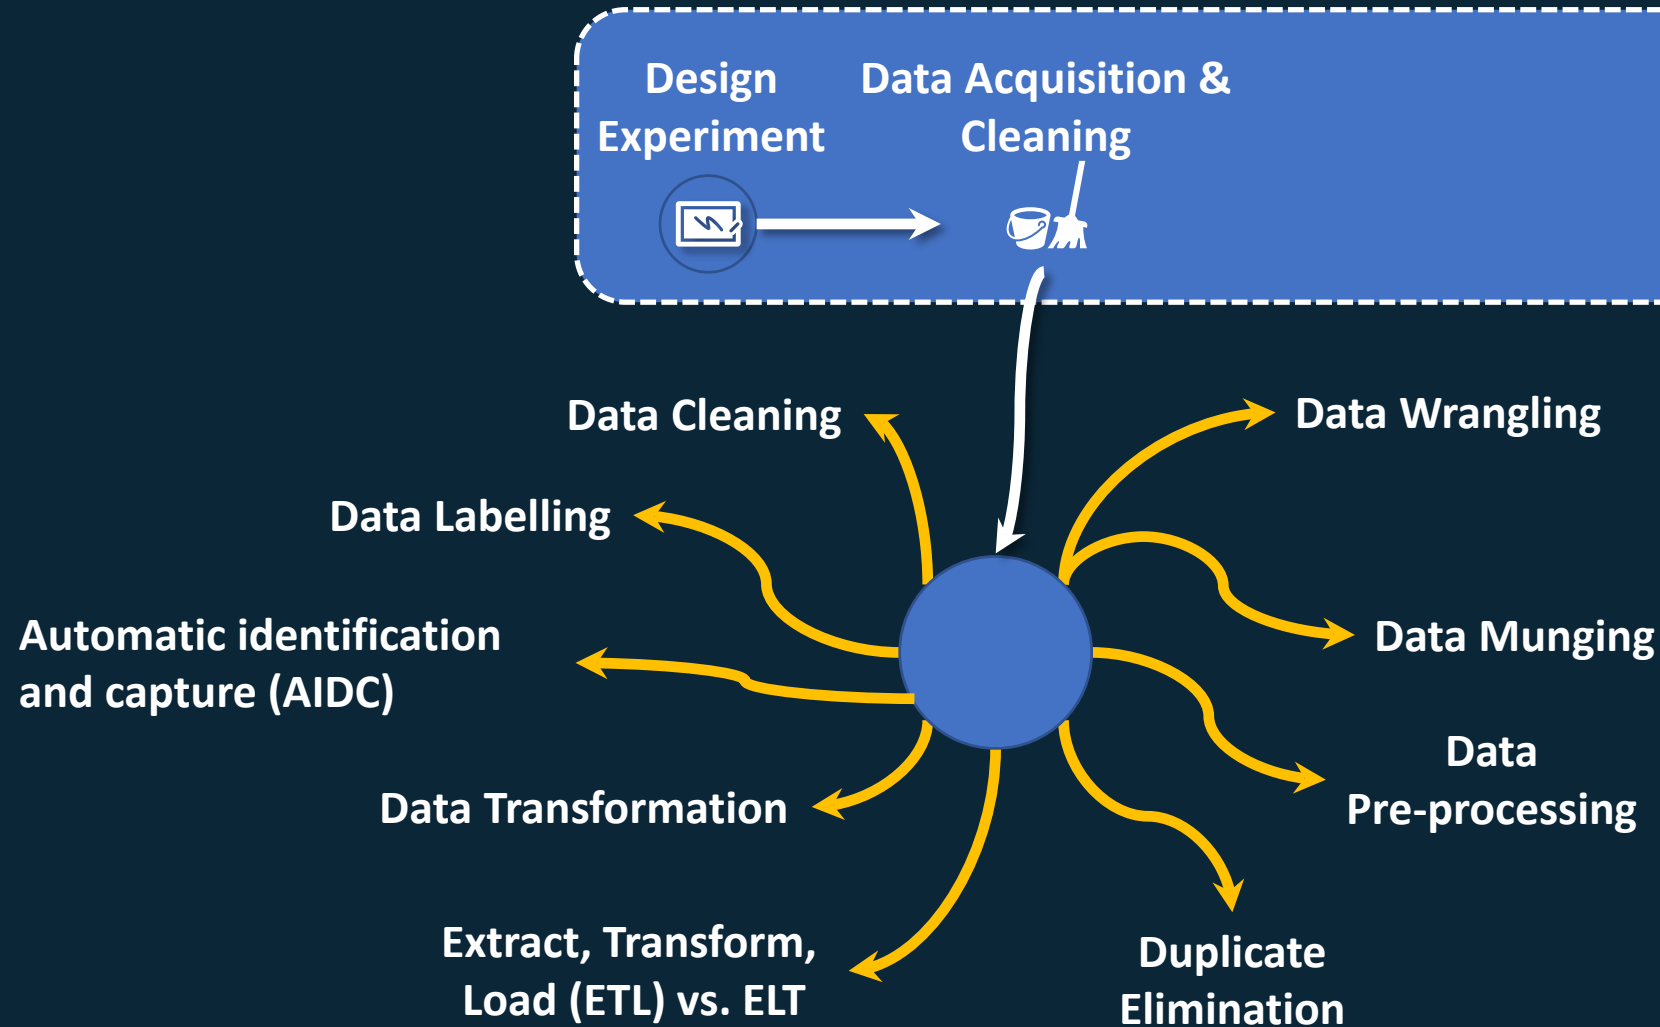 Design
Experiment
Data Acquisition &
Cleaning
Data Cleaning
Data Wrangling
Data Labelling
Automatic identification
and capture (AIDC)
Data Munging
Data
Pre-processing
Data Transformation
Extract, Transform,
Load (ETL) vs. ELT
Duplicate
Elimination